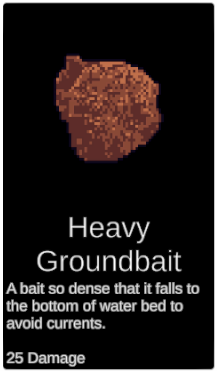 Heavy
Groundbait
A bait so dense that it falls to
the bottom of water bed to
avoid currents.
25 Damage